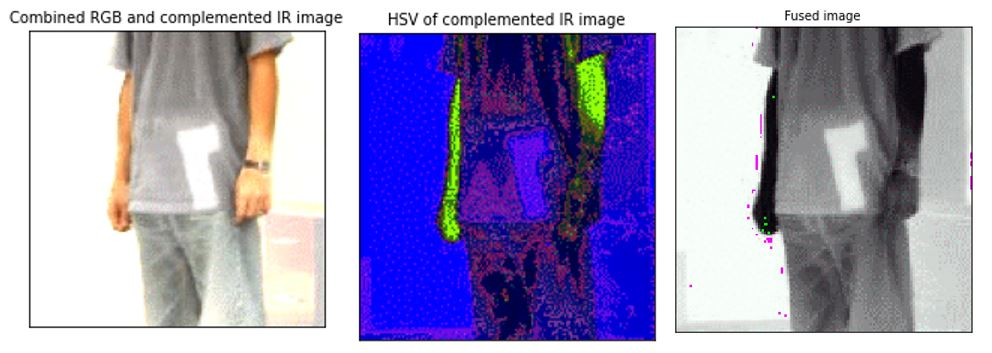 Combined RGB and complemented IR image
HSV of complemented IR image
Fused image